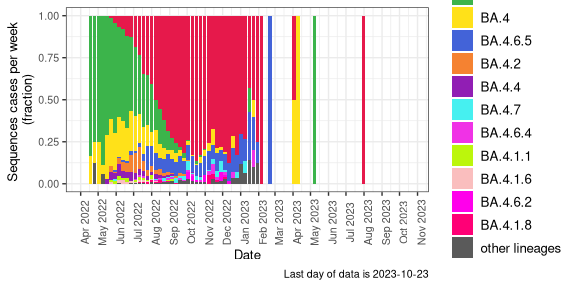 Sequences cases per week
(fraction)
1.00
0.75
0.50
0.25
0.00
Apr 2022
May 2022
Jun 2022
Jul 2022
Aug 2022
Sep 2022
Oct 2022
Nov 2022
Dec 2022
Jan 2023
Feb 2023
Mar 2023
Apr 2023
May 2023
Jun 2023
Jul 2023
Aug 2023
Sep 2023
Oct 2023
Nov 2023
Date
BA.4
BA.4.6.5
BA.4.2
BA.4.4
BA.4.7
BA.4.6.4
BA.4.1.1
BA.4.1.6
BA.4.6.2
BA.4.1.8
other lineages
Last day of data is 2023-10-23